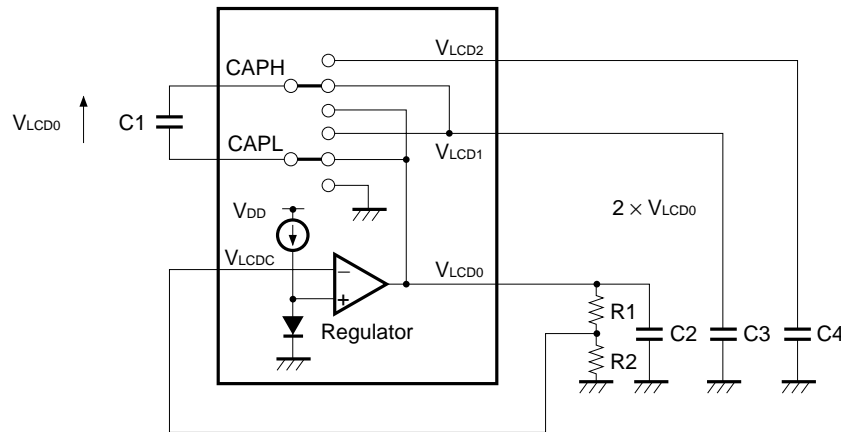 VLCD2
CAPH
VLCD0
C1
CAPL
VLCD1
VDD
2 × VLCD0
VLCDC
VLCD0
−
+
R1
Regulator
C2
C3
C4
R2